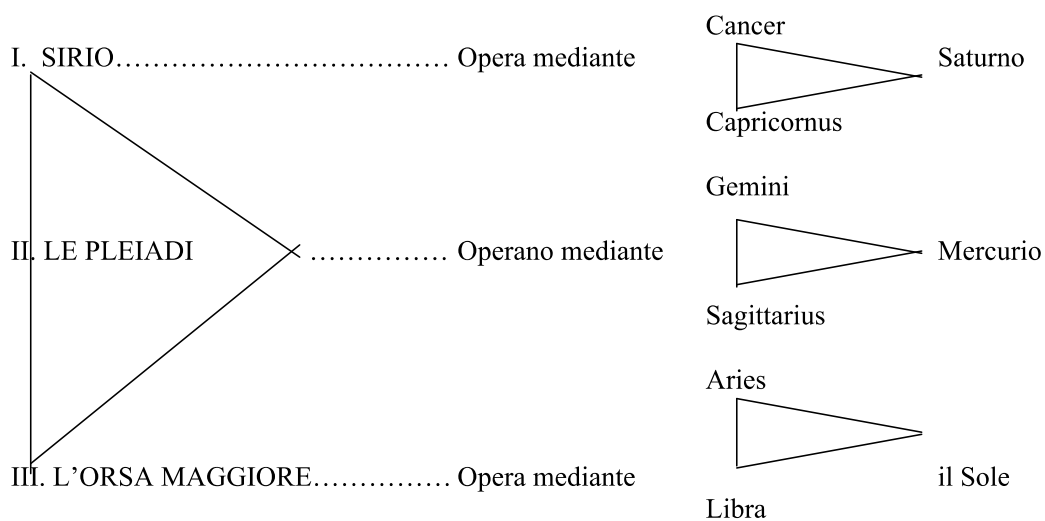 Cancer
I. SIRIO……………………………… Opera mediante Saturno
Capricornus
Gemini
II. LE PLEIADI …………… Operano mediante Mercurio
Sagittarius
Aries
III. L’ORSA MAGGIORE…………… Opera mediante il Sole
Libra